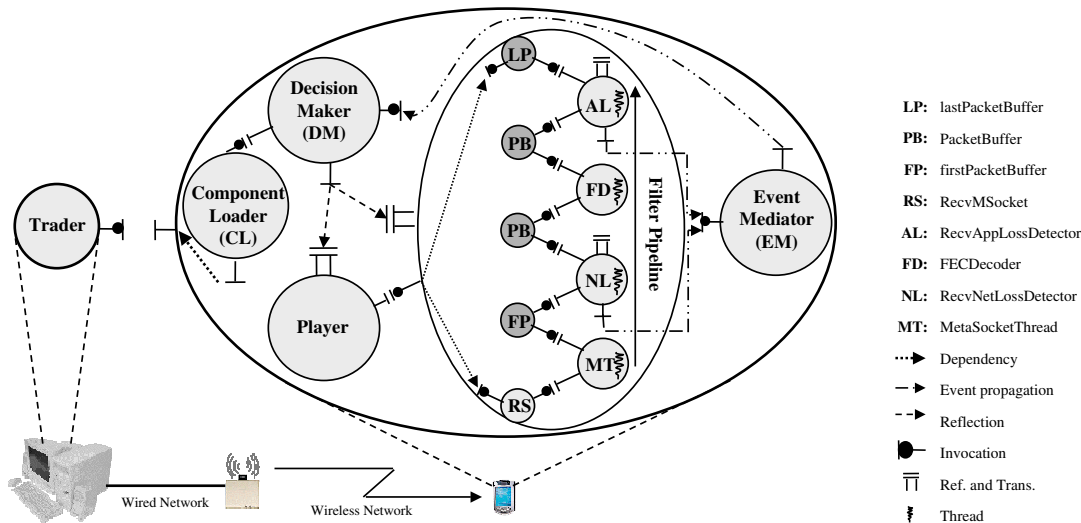 Trader
Decision
Maker
(DM)
Component
Loader
(CL)
Player
LP
AL
PB
FD
PB
NL
FP
MT
RS
Filter Pipeline
Event
Mediator
(EM)
Wired Network
Wireless Network
LP: lastPacketBuffer
PB: PacketBuffer
FP: firstPacketBuffer
RS: RecvMSocket
AL: RecvAppLossDetector
FD: FECDecoder
NL: RecvNetLossDetector
MT: MetaSocketThread
Dependency
Event propagation
Reflection
Invocation
Ref. and Trans.
Thread